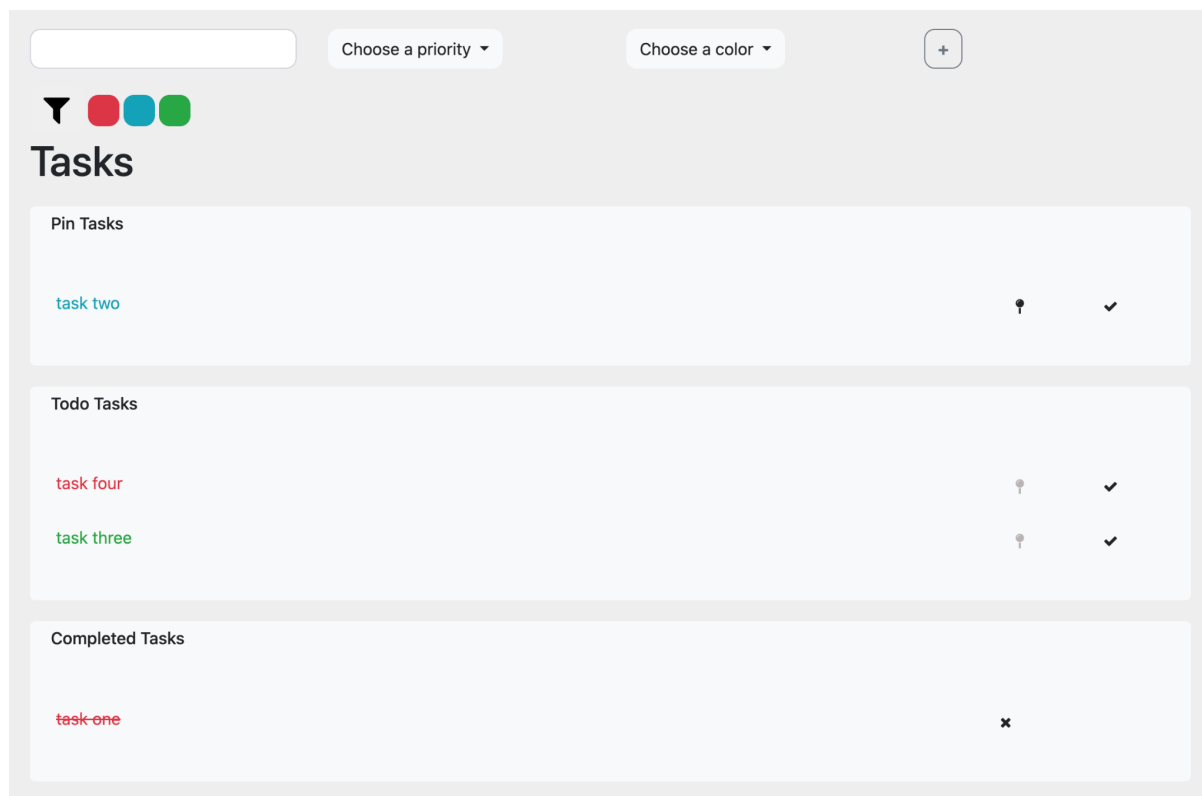 Choose a priority
Choose a color
+
Tasks
Pin Tasks
task two
Todo Tasks
task four
task three
Completed Tasks
task one